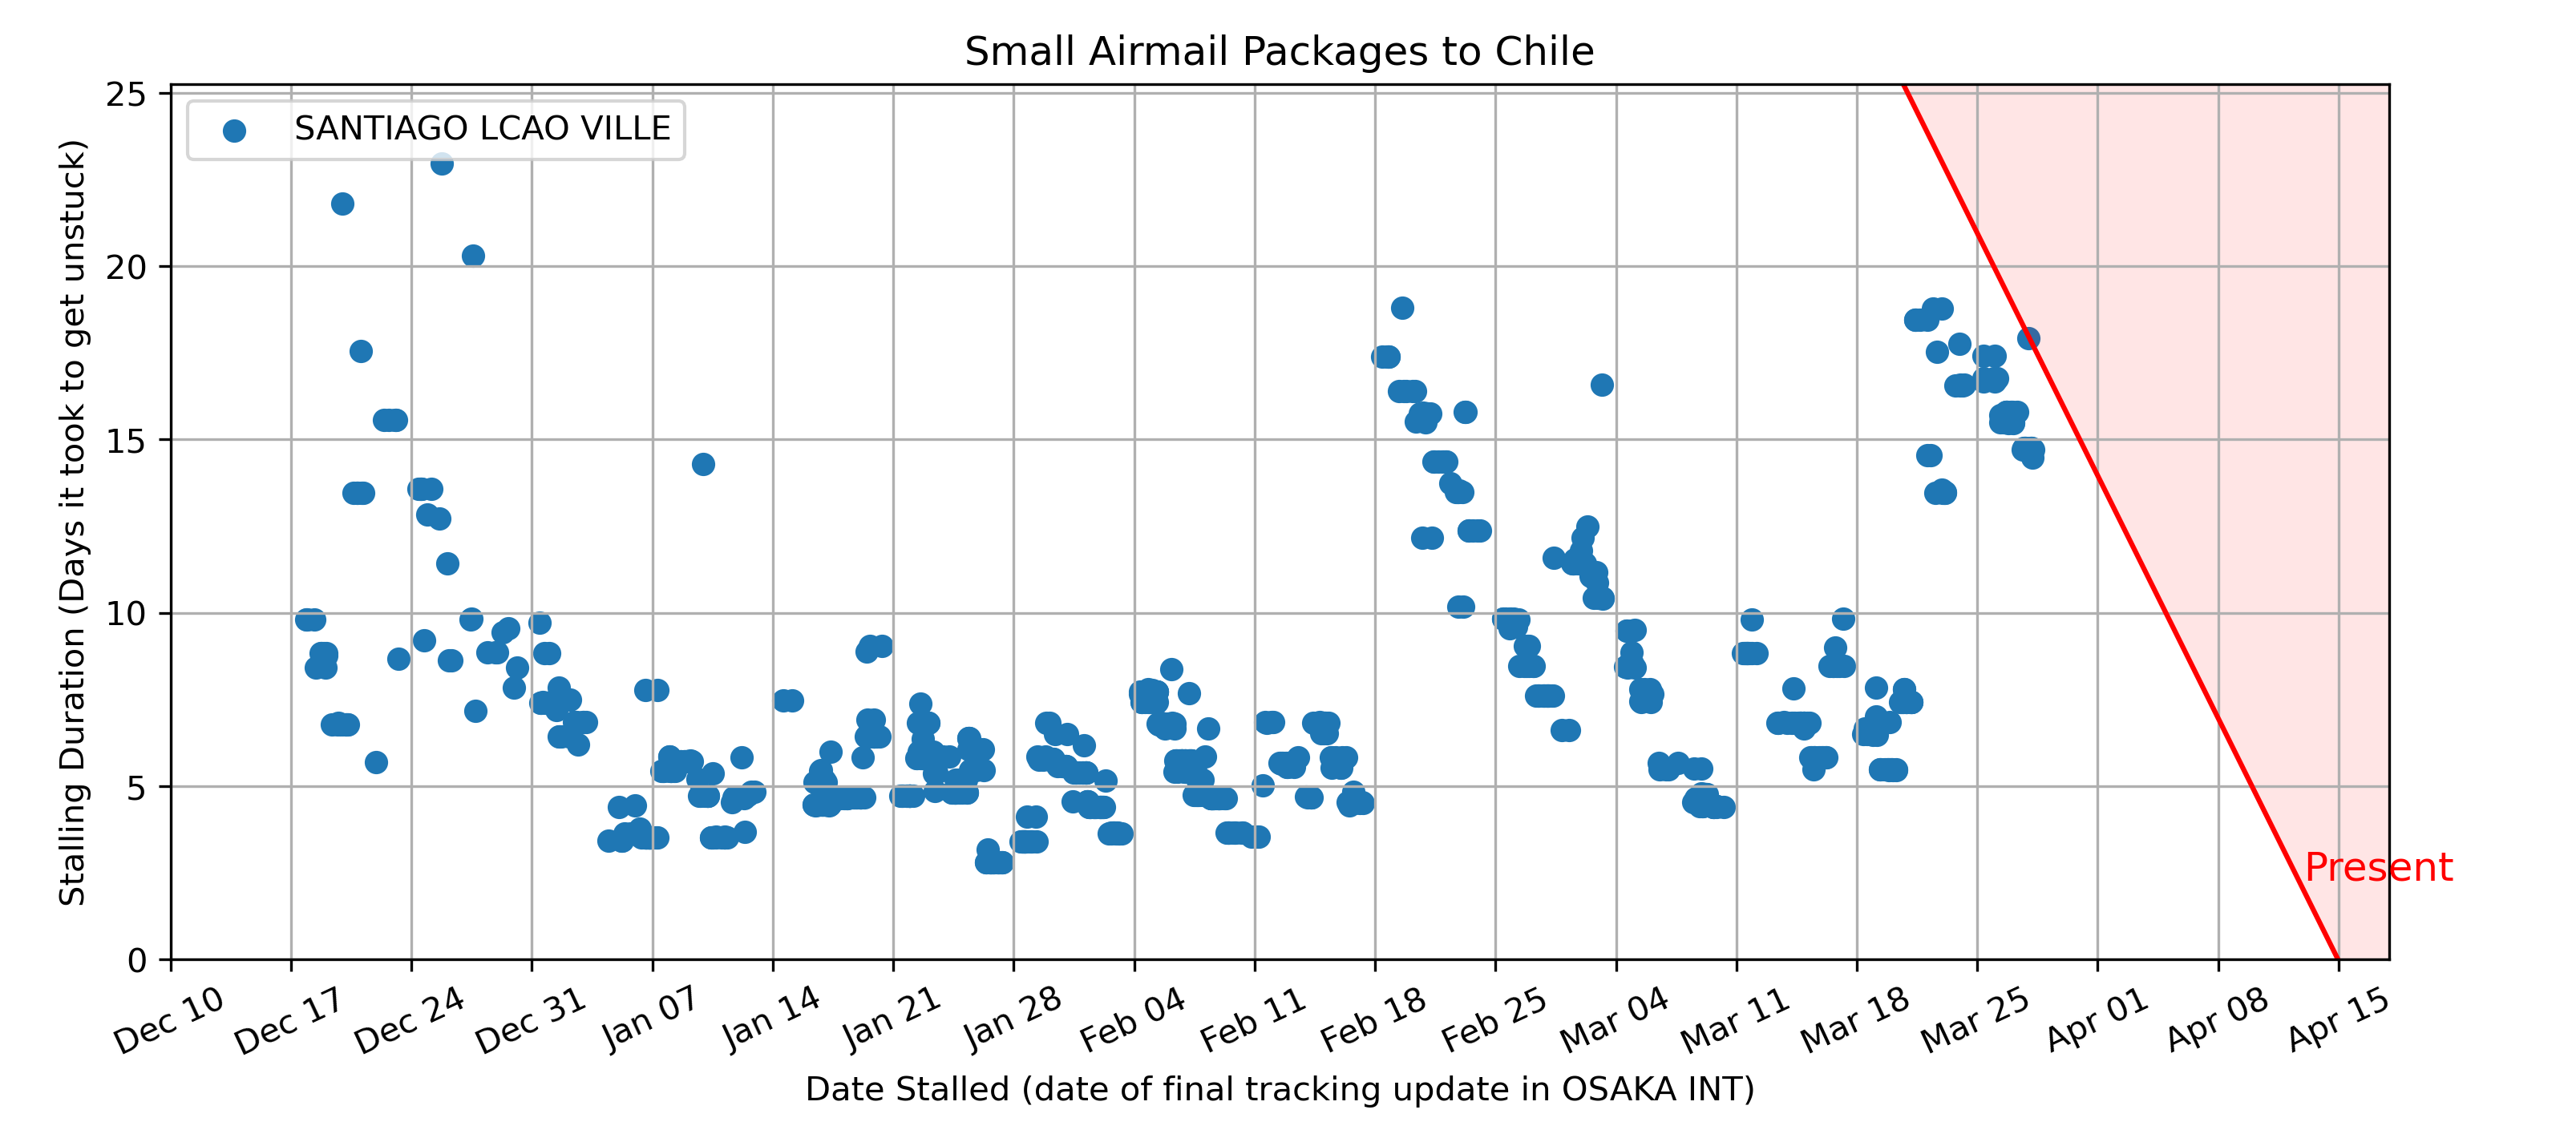 Small Airmail Packages to Chile
SANTIAGO LCAO VILLE
Stalling Duration (Days it took to get unstuck)
25
20
15
10
5
0
Present
Dec 10
Dec 17
Dec 24
Dec 31
Jan 07
Jan 14
Jan 21
Jan 28
Feb 04
Feb 11
Feb 18
Feb 25
Mar 04
Mar 11
Mar 18
Mar 25
Apr 01
Apr 08
Apr 15
Date Stalled (date of final tracking update in OSAKA INT)